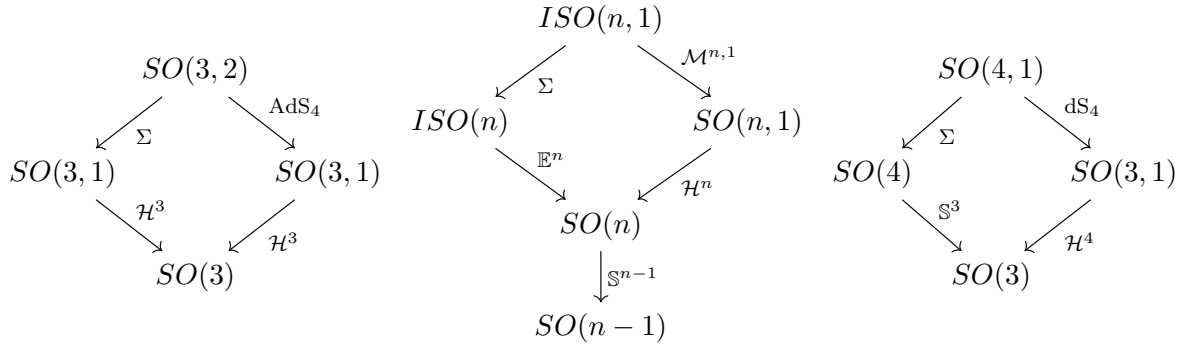 SO(3, 2)
Σ
AdS₄
SO(3, 1)
SO(3, 1)
ℋ³
ℋ³
SO(3)
ISO(n, 1)
Σ
ℳⁿ,¹
ISO(n)
SO(n, 1)
𝔼ⁿ
ℋⁿ
SO(n)
𝕊ⁿ⁻¹
SO(n − 1)
SO(4, 1)
Σ
dS₄
SO(4)
SO(3, 1)
𝕊³
ℋ⁴
SO(3)